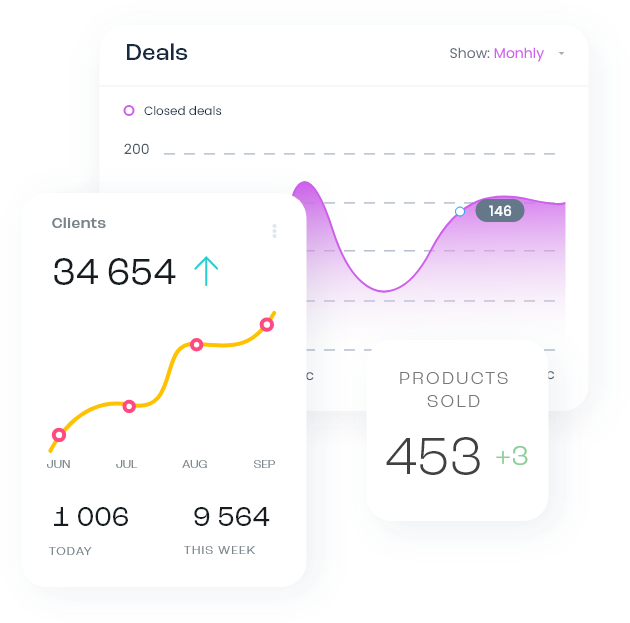 Deals
Show: Monhly
Closed deals
200
146
Clients
34 654
JUN JUL AUG SEP
1 006 9 564
TODAY THIS WEEK
c
c
PRODUCTS
SOLD
453 +3